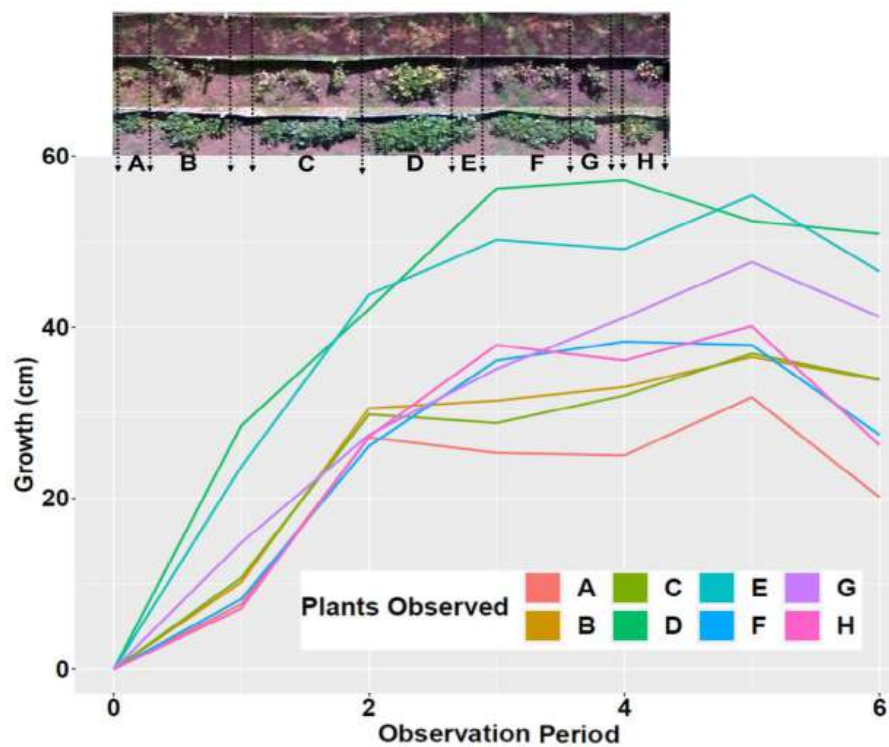 A B C D E F G H
60
40
20
0
Growth (cm)
Plants Observed
A C E G
B D F H
0 2 4 6
Observation Period